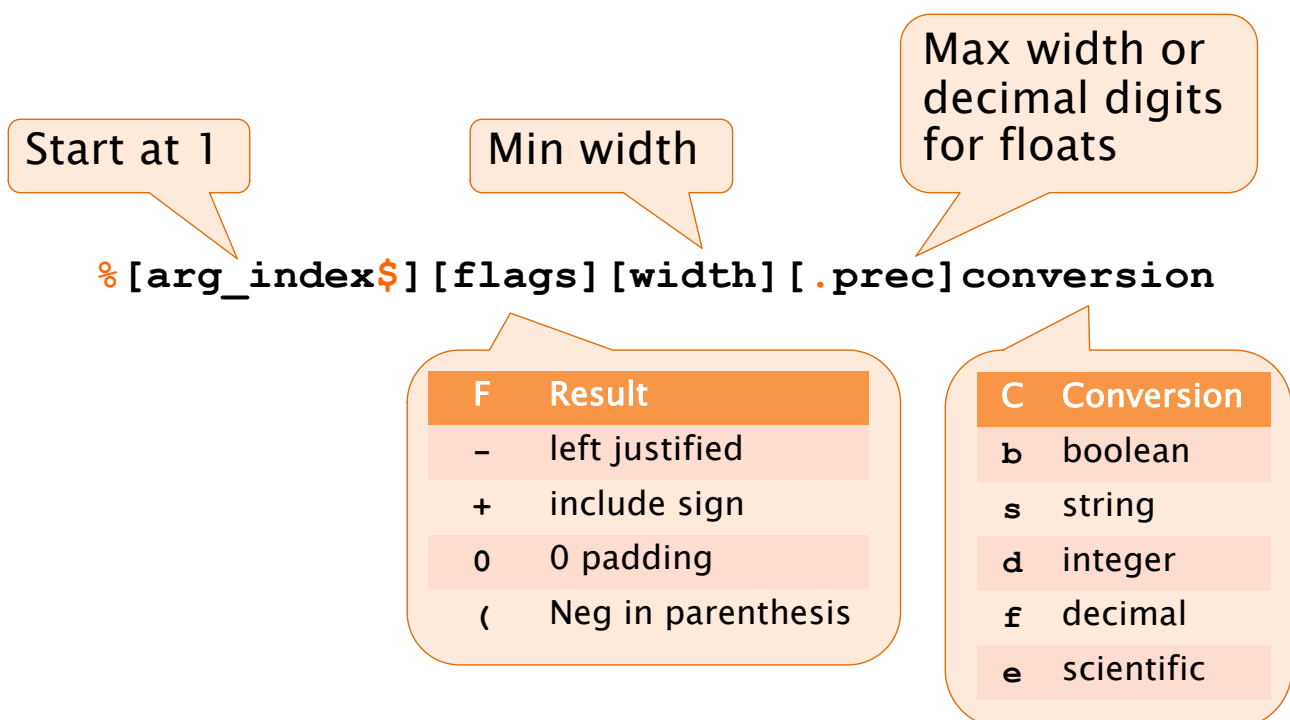 Start at 1
Min width
Max width or
decimal digits
for floats
%[arg_index$][flags][width][.prec]conversion
F Result
- left justified
+ include sign
0 0 padding
( Neg in parenthesis
C Conversion
b boolean
s string
d integer
f decimal
e scientific